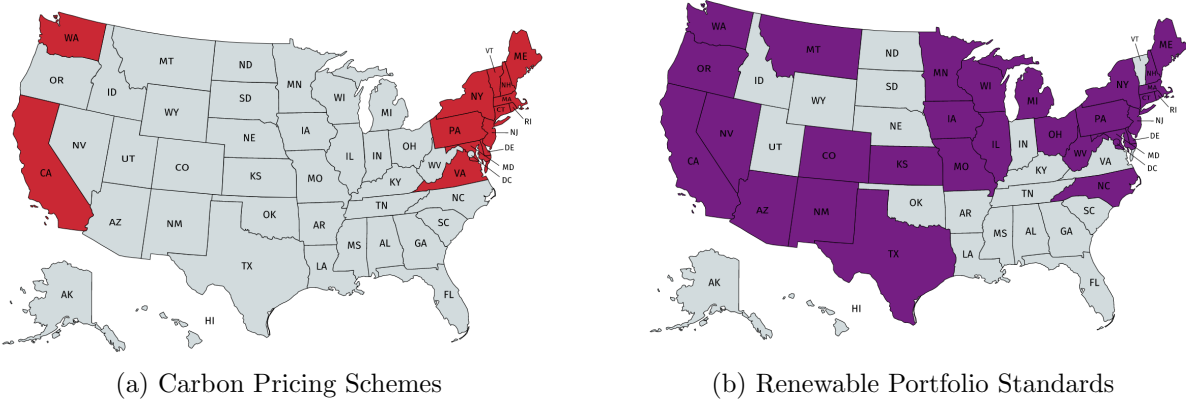 WA
MT
ND
MN
OR
ID
SD
WI
MI
WY
NE
IA
NV
UT
CO
KS
MO
IL
IN
OH
WV
VA
KY
CA
AZ
NM
OK
AR
TN
NC
SC
MS
AL
GA
TX
LA
FL
AK
HI
VT
ME
NH
NY
MA
CT
RI
PA
NJ
DE
MD
DC
(a) Carbon Pricing Schemes
WA
MT
ND
MN
OR
ID
SD
WI
MI
WY
NE
IA
NV
UT
CO
KS
MO
IL
IN
OH
WV
VA
KY
CA
AZ
NM
OK
AR
TN
NC
SC
MS
AL
GA
TX
LA
FL
AK
HI
VT
ME
NH
NY
MA
CT
RI
PA
NJ
DE
MD
DC
(b) Renewable Portfolio Standards